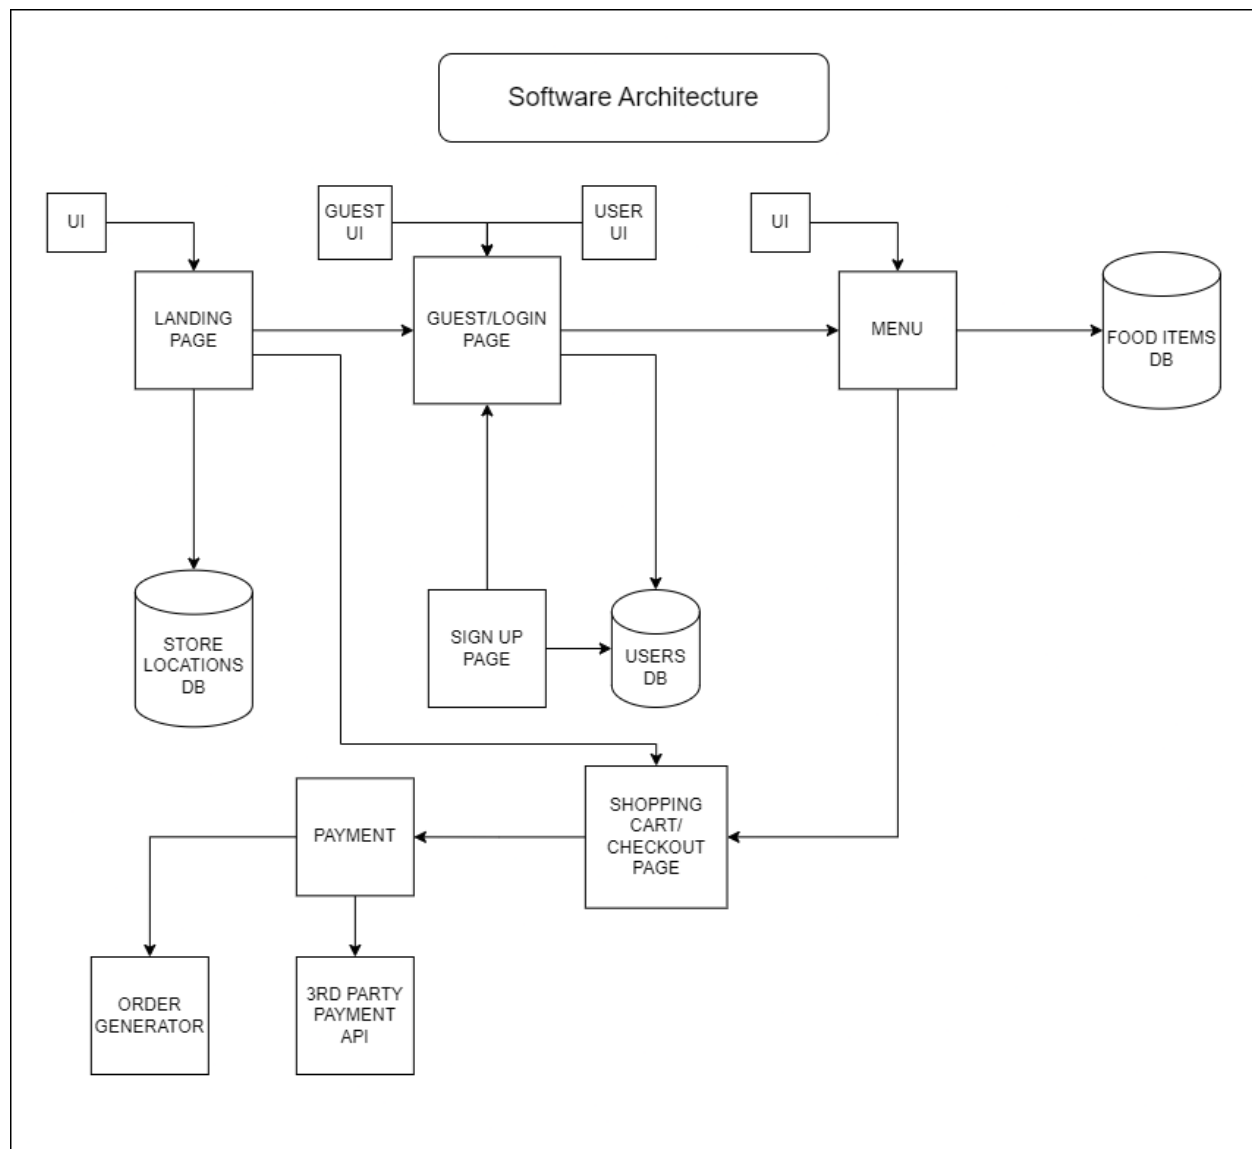 Software Architecture
UI
GUEST
UI
USER
UI
UI
LANDING
PAGE
GUEST/LOGIN
PAGE
MENU
FOOD ITEMS
DB
STORE
LOCATIONS
DB
SIGN UP
PAGE
USERS
DB
PAYMENT
SHOPPING
CART/
CHECKOUT
PAGE
ORDER
GENERATOR
3RD PARTY
PAYMENT
API